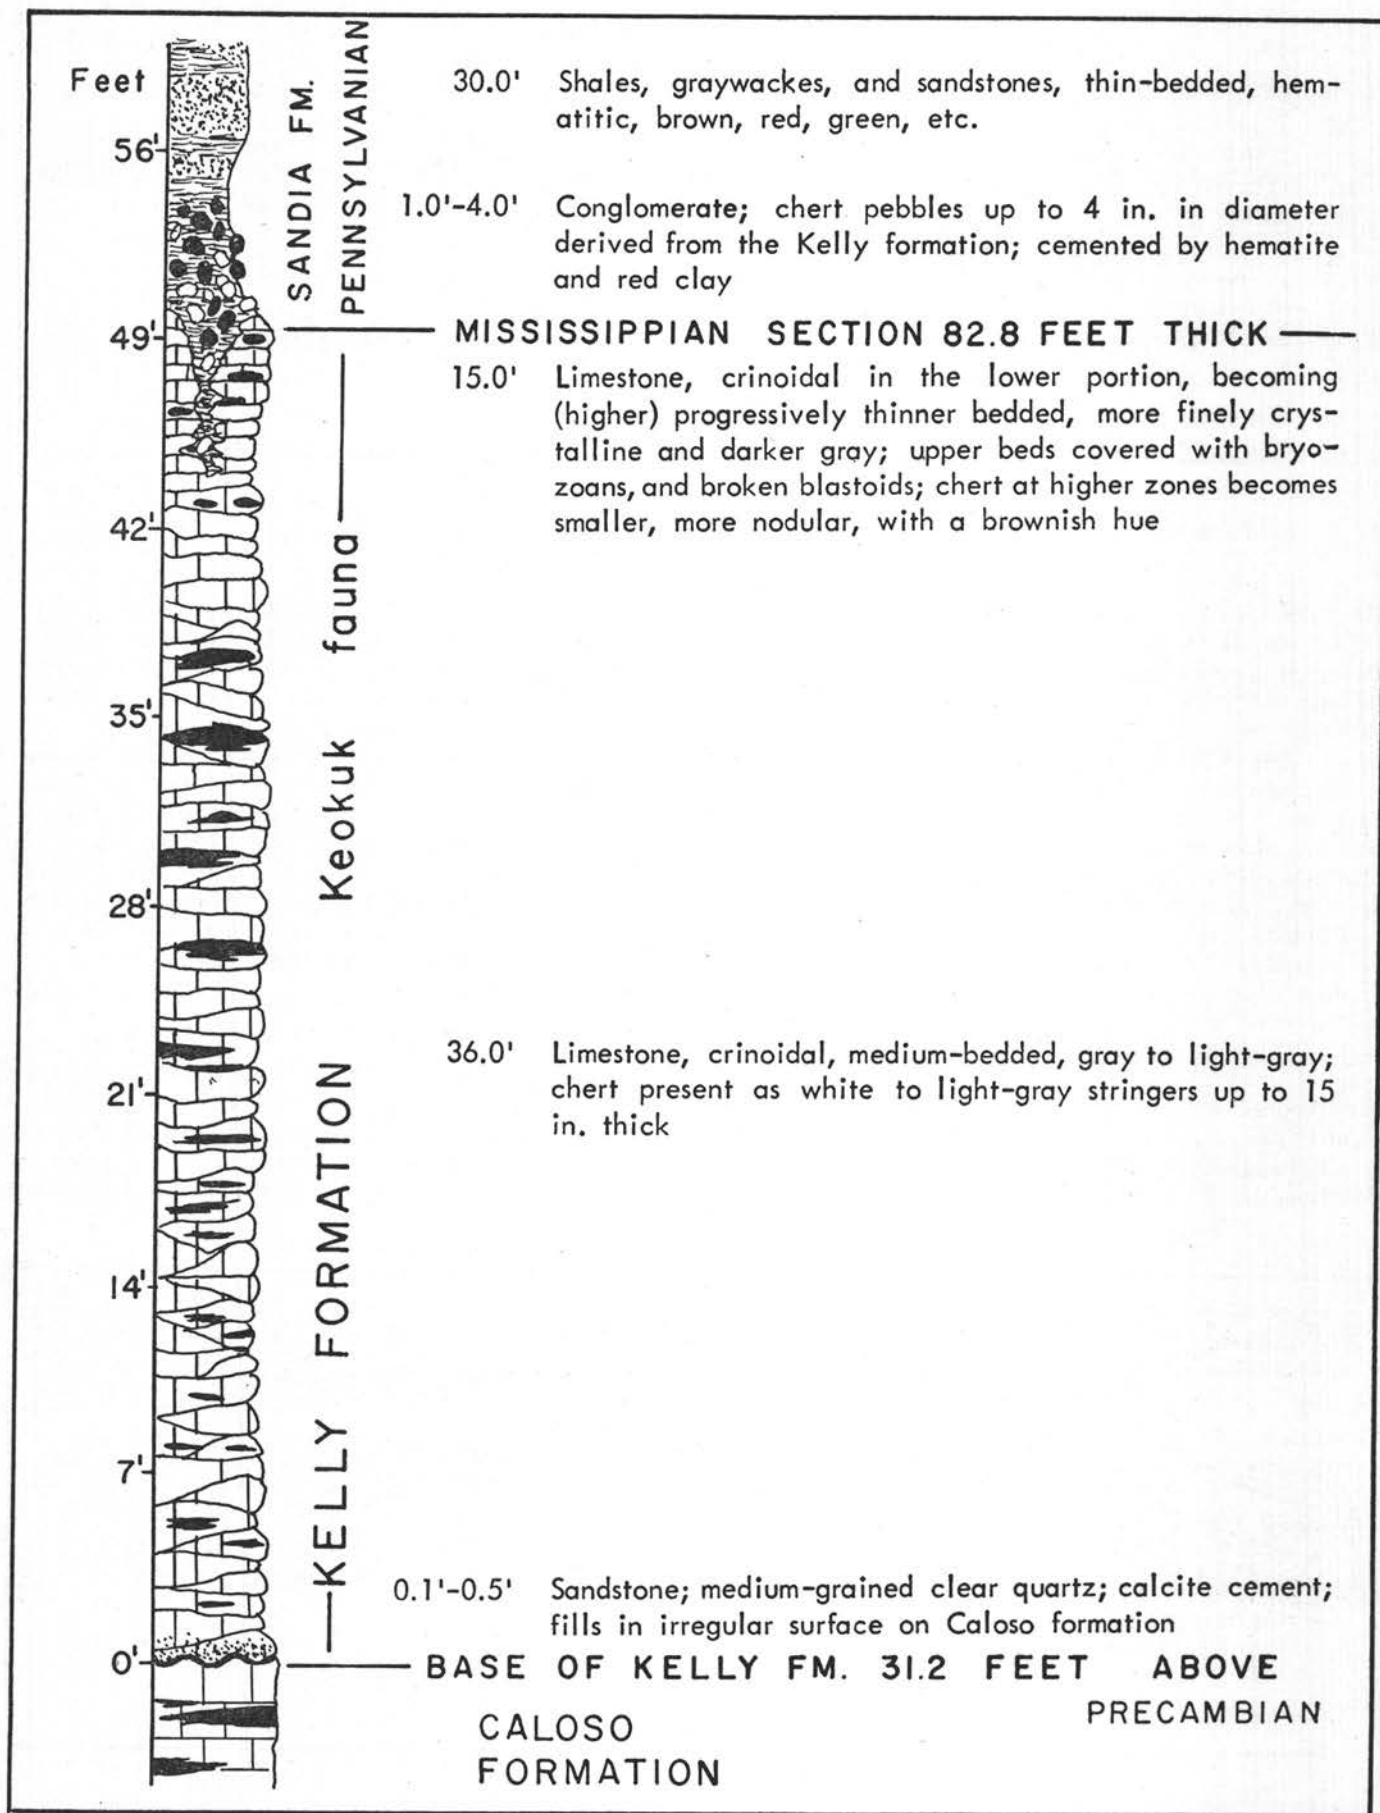 Feet
56'
49'
42'
35'
28'
21'
14'
7'
0'
SANDIA FM.
PENNSYLVANIAN
30.0' Shales, graywackes, and sandstones, thin-bedded, hem-
atitic, brown, red, green, etc.
1.0'-4.0' Conglomerate; chert pebbles up to 4 in. in diameter
derived from the Kelly formation; cemented by hematite
and red clay
MISSISSIPPIAN SECTION 82.8 FEET THICK
15.0' Limestone, crinoidal in the lower portion, becoming
(higher) progressively thinner bedded, more finely crys-
talline and darker gray; upper beds covered with bryo-
zoans, and broken blastoids; chert at higher zones becomes
smaller, more nodular, with a brownish hue
KELLY FORMATION Keokuk fauna
36.0' Limestone, crinoidal, medium-bedded, gray to light-gray;
chert present as white to light-gray stringers up to 15
in. thick
0.1'-0.5' Sandstone; medium-grained clear quartz; calcite cement;
fills in irregular surface on Caloso formation
BASE OF KELLY FM. 31.2 FEET ABOVE
PRECAMBIAN
CALOSO
FORMATION